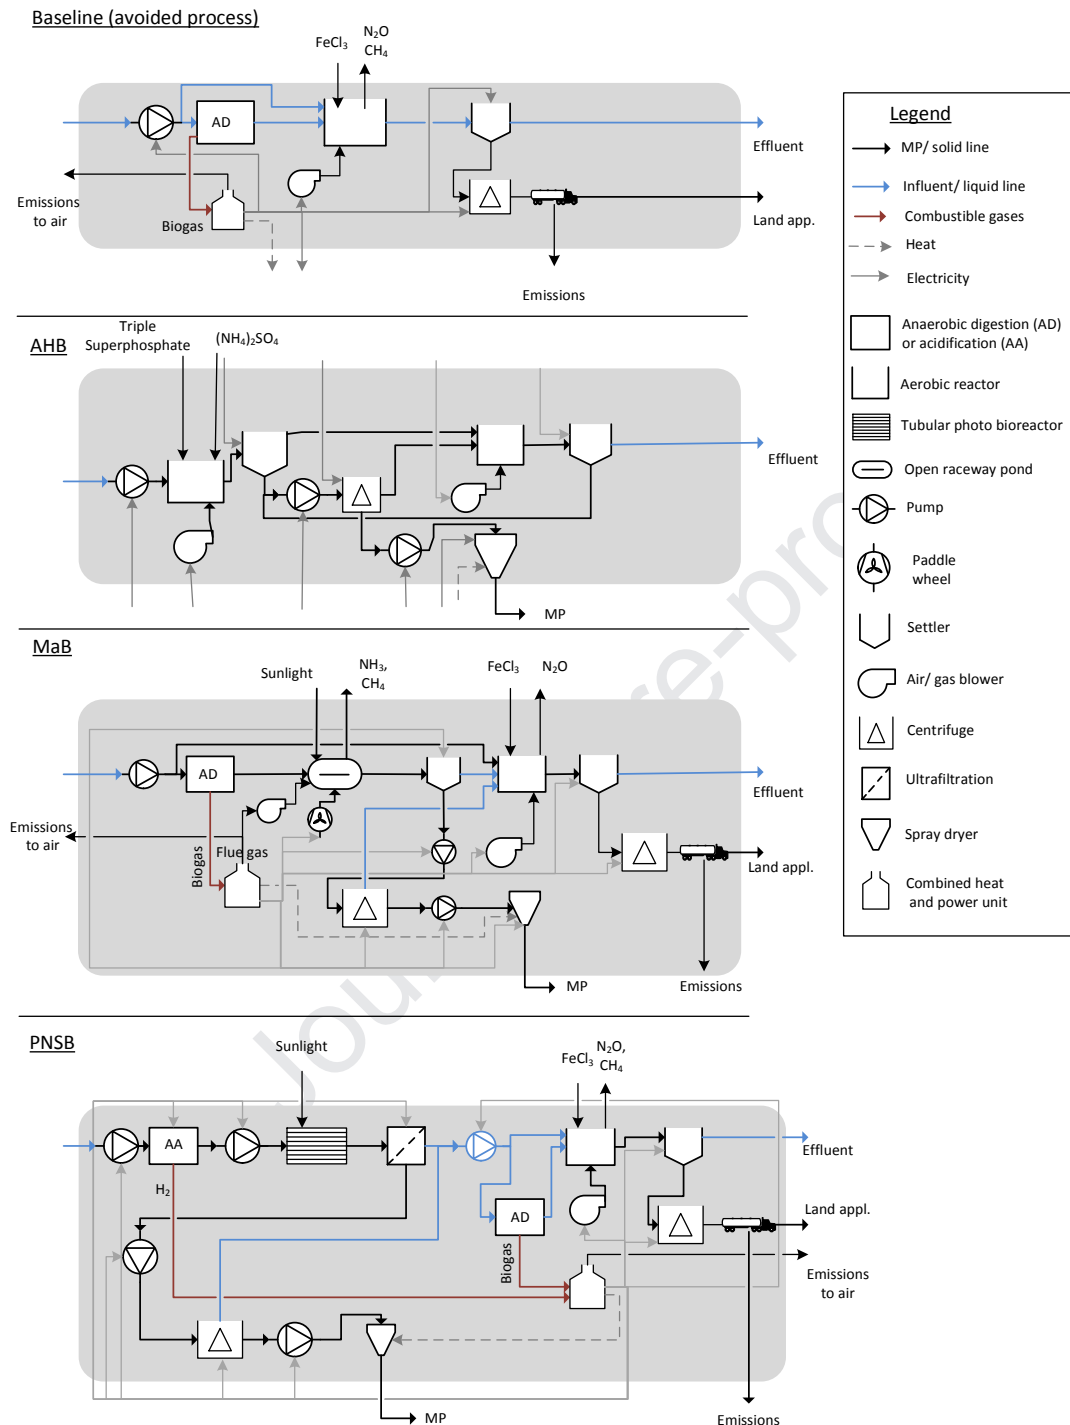 Baseline (avoided process)
FeCl3
N2O
CH4
AD
Biogas
Emissions
to air
Effluent
Land app.
Emissions
Legend
MP/ solid line
Influent/ liquid line
Combustible gases
Heat
Electricity
Anaerobic digestion (AD)
or acidification (AA)
Aerobic reactor
Tubular photo bioreactor
Open raceway pond
Pump
Paddle
wheel
Settler
Air/ gas blower
Centrifuge
Ultrafiltration
Spray dryer
Combined heat
and power unit
AHB
Triple
Superphosphate
(NH4)2SO4
Effluent
MP
MaB
Sunlight
NH3,
CH4
FeCl3
N2O
AD
Biogas
Flue gas
Emissions
to air
Effluent
Land appl.
MP
Emissions
PNSB
Sunlight
FeCl3
N2O,
CH4
AA
H2
AD
Biogas
Effluent
Land appl.
Emissions
to air
MP
Emissions